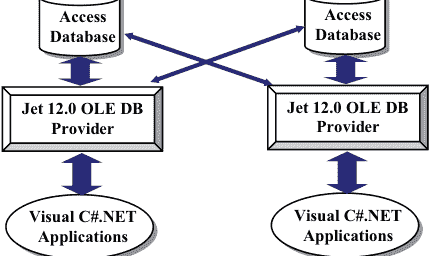 Access
Database
Access
Database
Jet 12.0 OLE DB
Provider
Jet 12.0 OLE DB
Provider
Visual C#.NET
Applications
Visual C#.NET
Applications